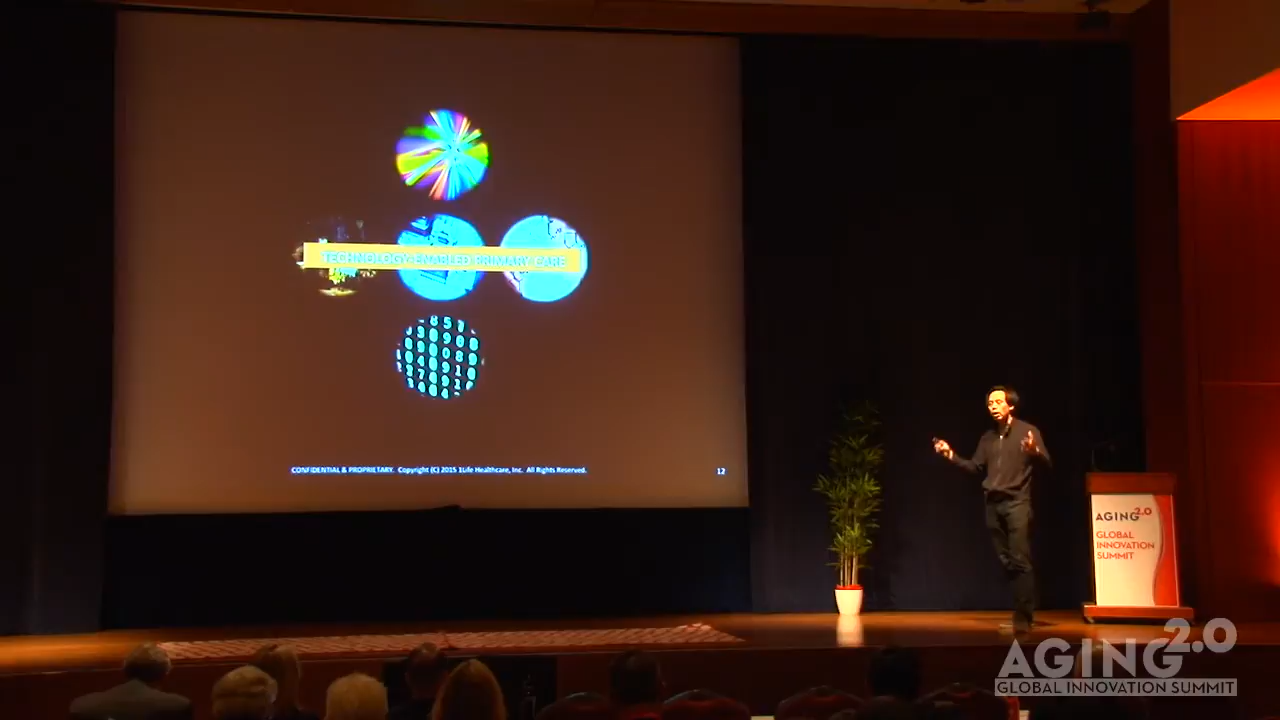 TECHNOLOGY-ENABLED PRIMARY CARE
CONFIDENTIAL & PROPRIETARY. Copyright (C) 2015 1Life Healthcare, Inc. All Rights Reserved.
12
AGING2.0
GLOBAL
INNOVATION
SUMMIT
AGING2.0
GLOBAL INNOVATION SUMMIT